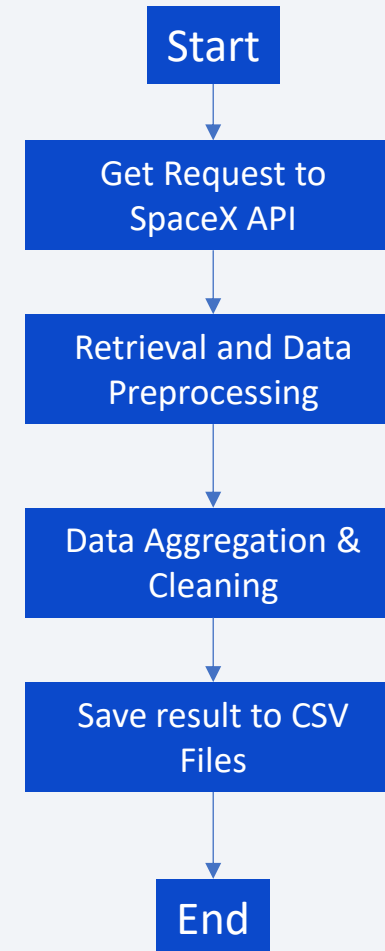 Start
Get Request to
SpaceX API
Retrieval and Data
Preprocessing
Data Aggregation &
Cleaning
Save result to CSV
Files
End